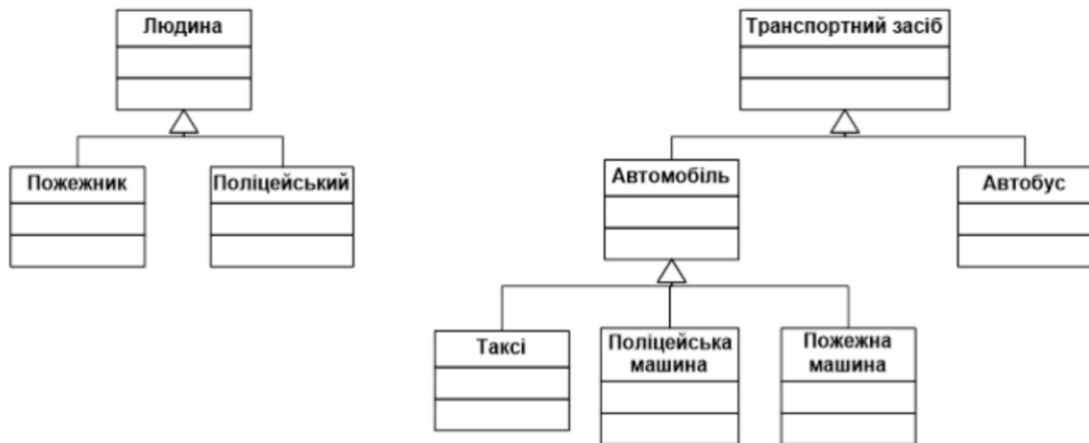 Людина
Транспортний засіб
Пожежник
Поліцейський
Автомобіль
Автобус
Таксі
Поліцейська
машина
Пожежна
машина